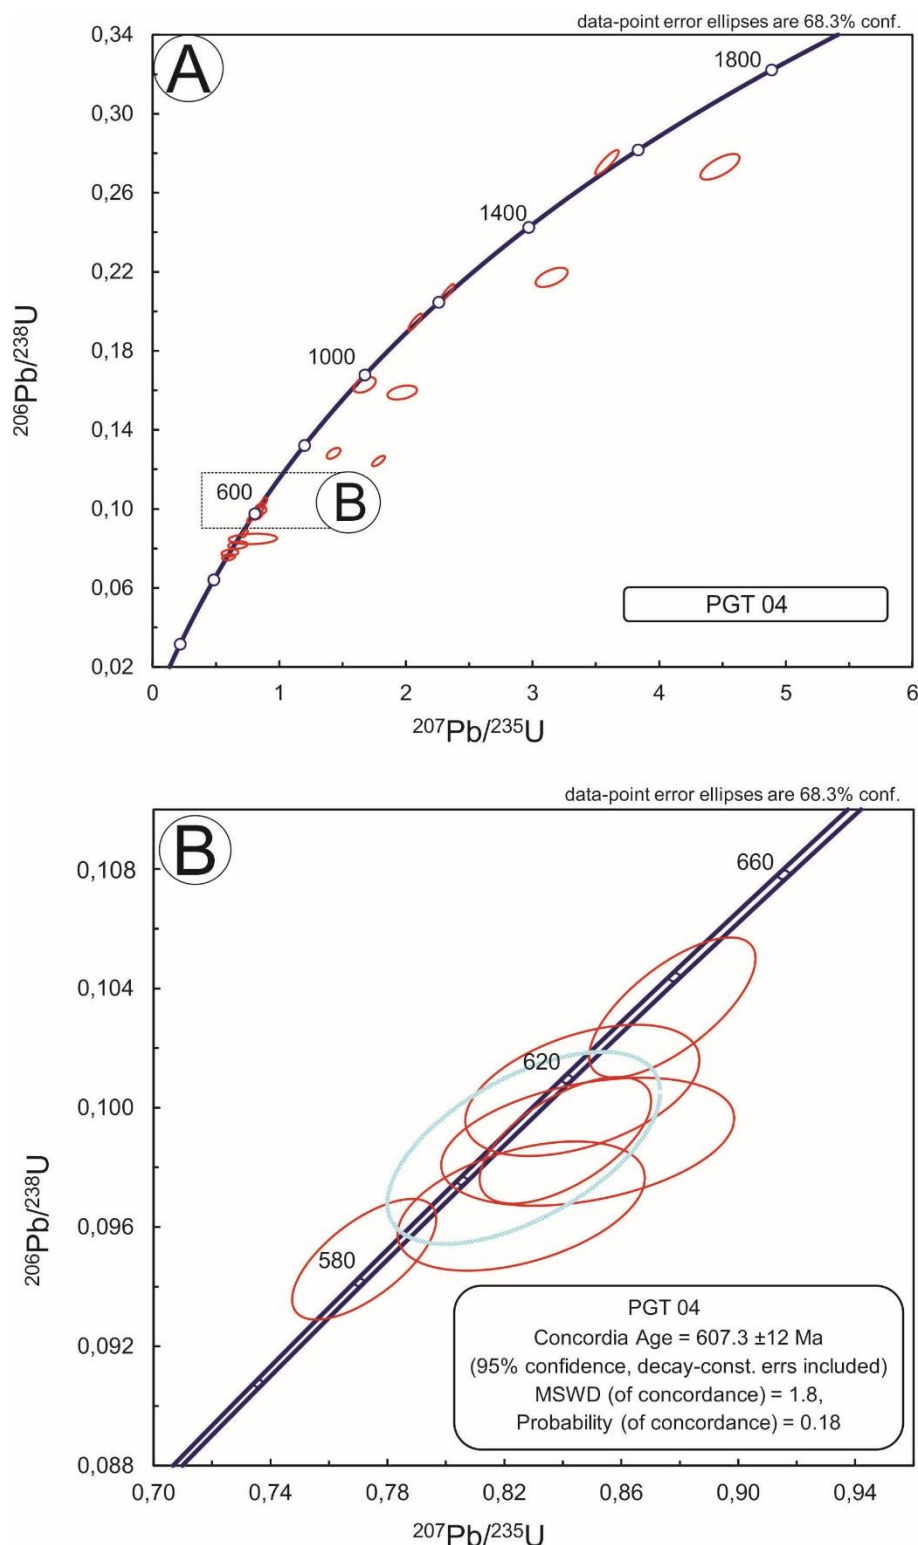 data-point error ellipses are 68.3% conf.
A
0,34
0,30
0,26
0,22
0,18
0,14
0,10
0,06
0,02
206Pb/238U
1800
1400
1000
600
B
PGT 04
0 1 2 3 4 5 6
207Pb/235U
data-point error ellipses are 68.3% conf.
B
0,108
0,104
0,100
0,096
0,092
0,088
206Pb/238U
660
620
580
PGT 04
Concordia Age = 607.3 ±12 Ma
(95% confidence, decay-const. errs included)
MSWD (of concordance) = 1.8,
Probability (of concordance) = 0.18
0,70 0,74 0,78 0,82 0,86 0,90 0,94
207Pb/235U